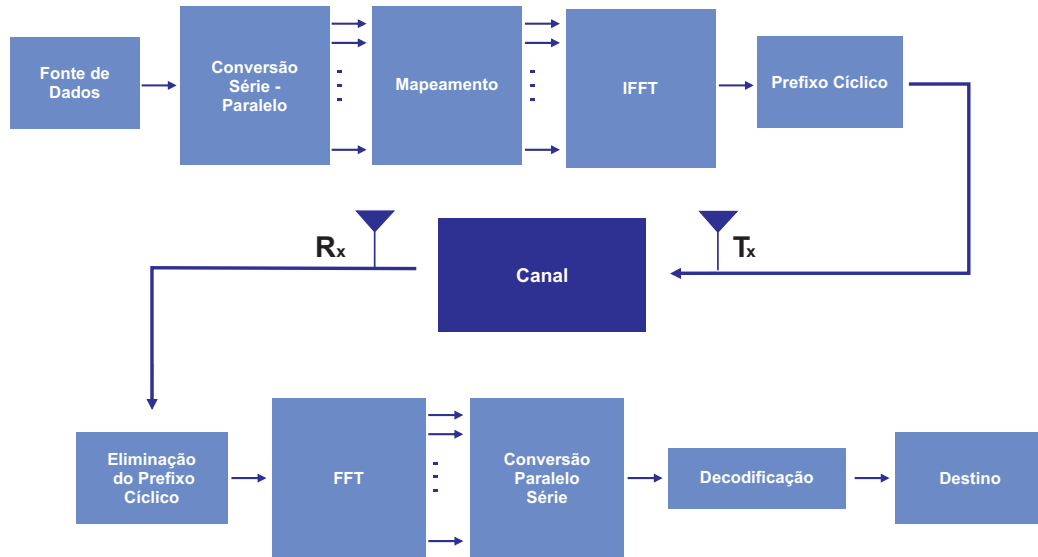 Fonte de
Dados
Conversão
Série -
Paralelo
Mapeamento
IFFT
Prefixo Cíclico
Rx
Canal
Tx
Eliminação
do Prefixo
Cíclico
FFT
Conversão
Paralelo
Série
Decodificação
Destino